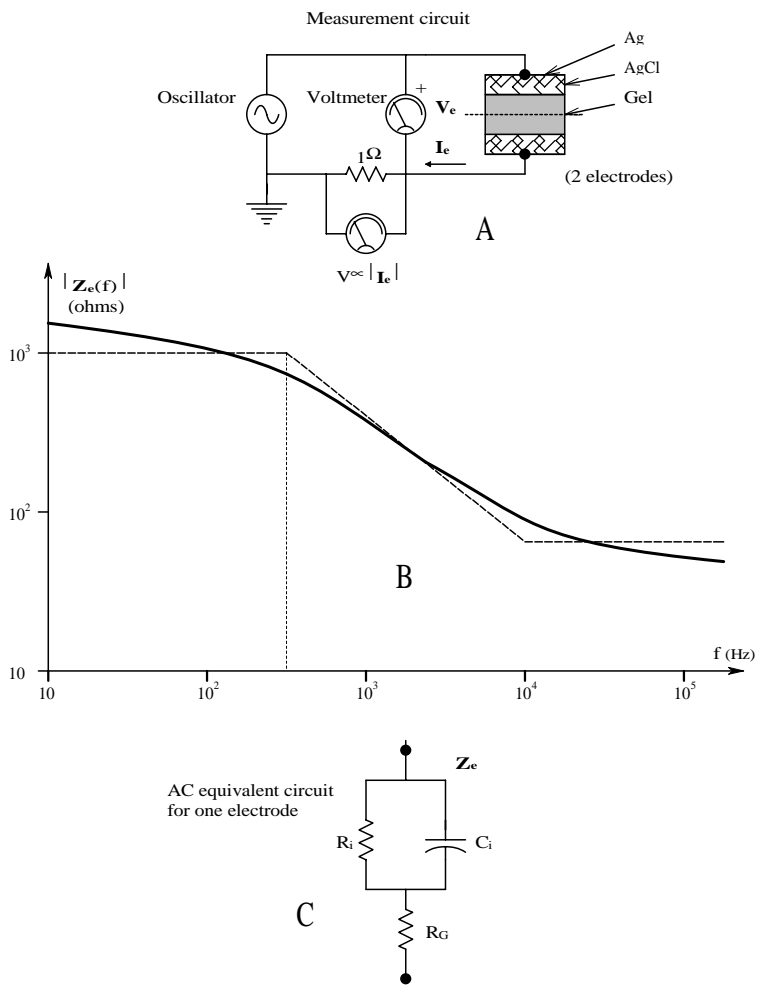 Measurement circuit
Ag
AgCl
Gel
Oscillator
Voltmeter
+
Ve
1Ω
Ie
(2 electrodes)
A
V∝ |Ie|
|Ze(f)|
(ohms)
10³
10²
10
B
f (Hz)
10
10²
10³
10⁴
10⁵
Ze
AC equivalent circuit
for one electrode
Ri
Ci
C
RG